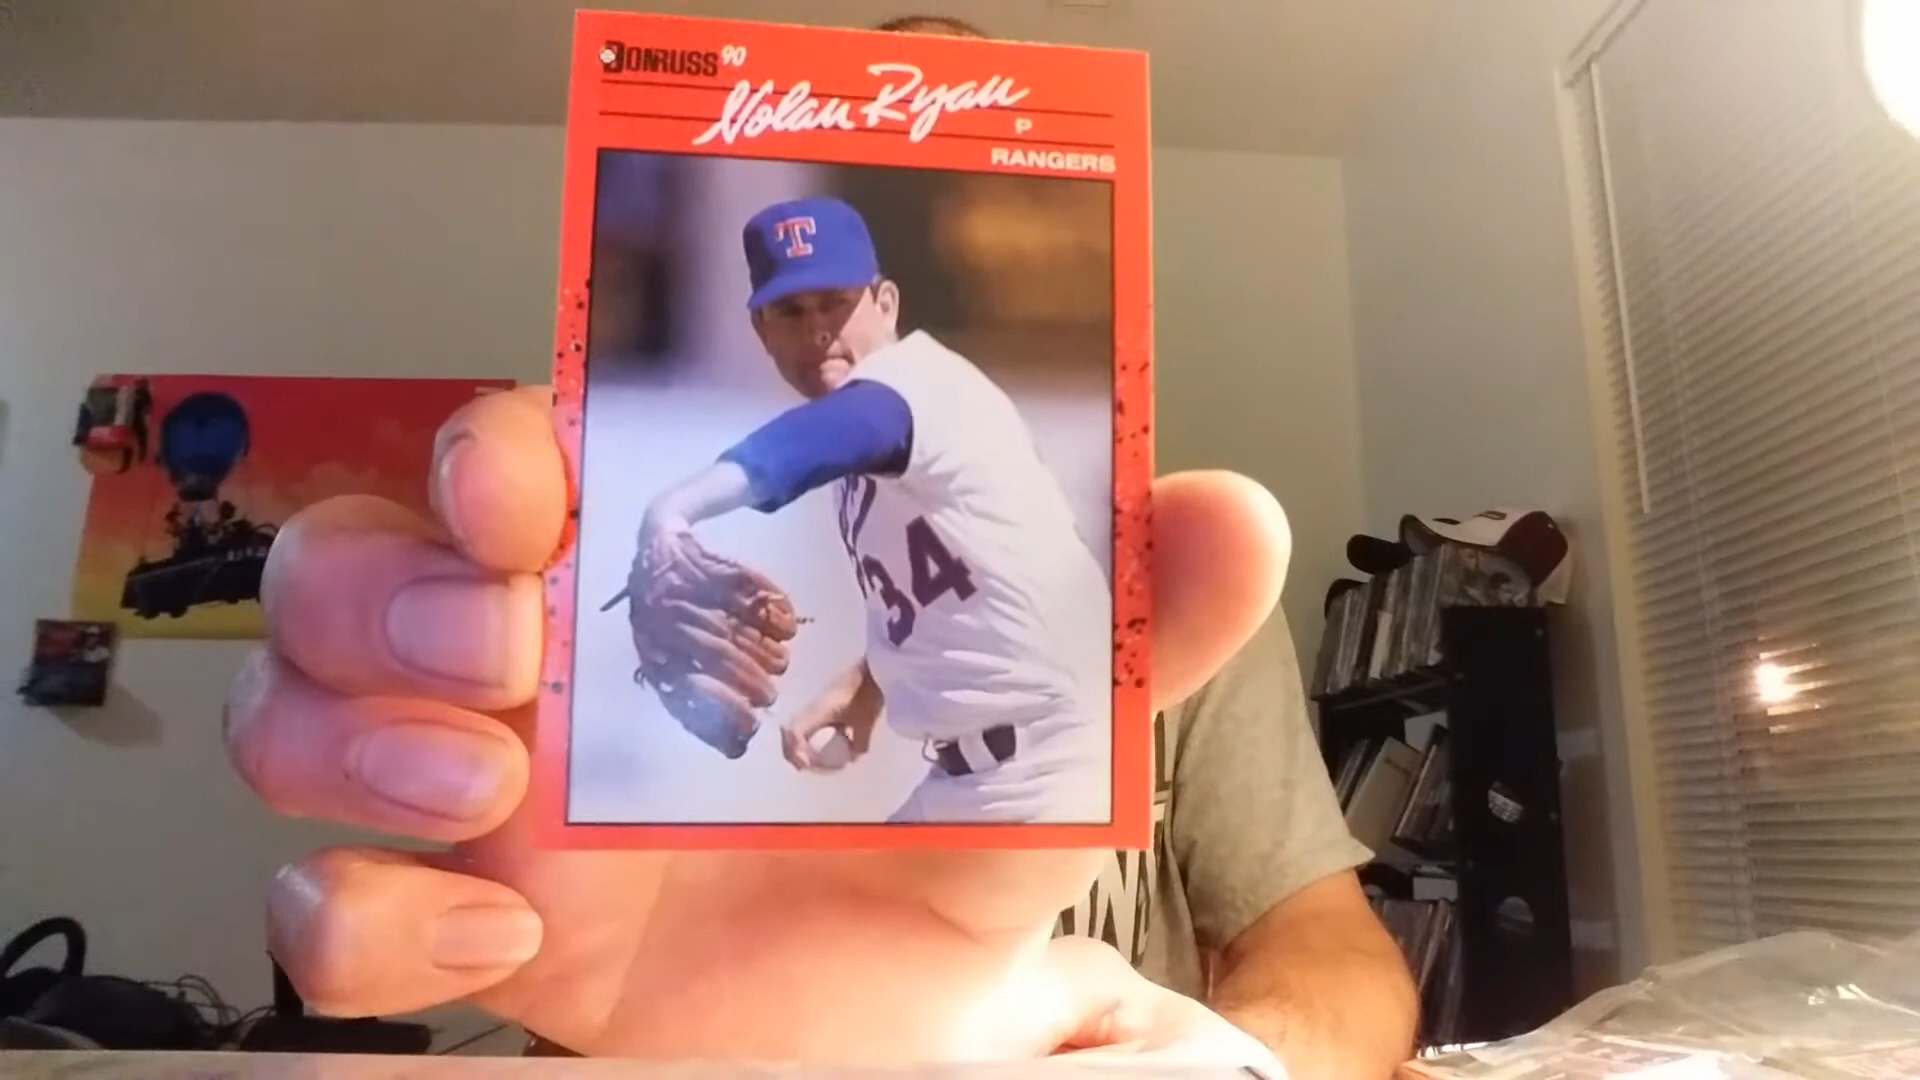 DONRUSS 90
Nolan Ryan
P
RANGERS
T
34